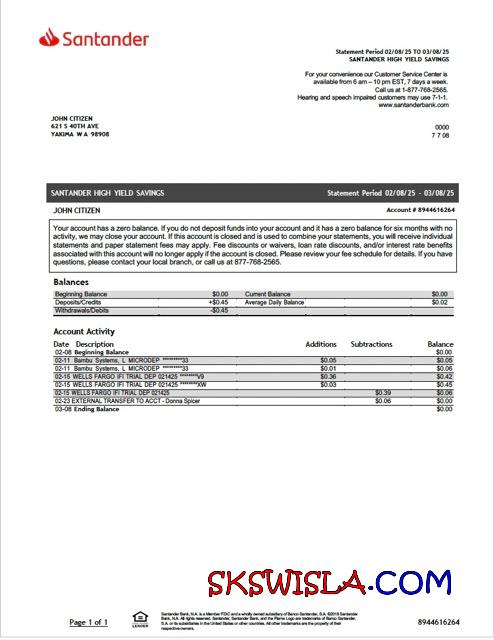 Santander
Statement Period 02/08/25 TO 03/08/25
SANTANDER HIGH YIELD SAVINGS
For your convenience our Customer Service Center is
available from 6 am – 10 pm EST, 7 days a week.
Call us at 1-877-768-2565.
Hearing and speech impaired customers may use 7-1-1.
www.santanderbank.com
JOHN CITIZEN
621 S 40TH AVE
YAKIMA WA 98908
0000
7 7 08
SANTANDER HIGH YIELD SAVINGS Statement Period 02/08/25 - 03/08/25
JOHN CITIZEN Account # 8944616264
Your account has a zero balance. If you do not deposit funds into your account and it has a zero balance for six months with no
activity, we may close your account. If this account is closed and is used to combine your statements, you will receive individual
statements and paper statement fees may apply. Fee discounts or waivers, loan rate discounts, and/or interest rate benefits
associated with this account will no longer apply if the account is closed. Please review your fee schedule for details. If you have
questions, please contact your local branch, or call us at 877-768-2565.
Balances
Beginning Balance $0.00 Current Balance $0.00
Deposits/Credits +$0.45 Average Daily Balance $0.02
Withdrawals/Debits -$0.45
Account Activity
Date Description Additions Subtractions Balance
02-08 Beginning Balance $0.00
02-11 Bambu Systems, L MICRODEP *********33 $0.05 $0.05
02-11 Bambu Systems, L MICRODEP *********33 $0.01 $0.06
02-15 WELLS FARGO IFI TRIAL DEP 021425 ********V9 $0.36 $0.42
02-15 WELLS FARGO IFI TRIAL DEP 021425 ********XW $0.03 $0.45
02-15 WELLS FARGO IFI TRIAL DEP 021425 $0.39 $0.06
02-23 EXTERNAL TRANSFER TO ACCT - Donna Spicer $0.06 $0.00
03-08 Ending Balance $0.00
SKSWISLA.COM
Page 1 of 1
EQUAL HOUSING
LENDER
Santander Bank, N.A. is a Member FDIC and a wholly owned subsidiary of Banco Santander, S.A. ©2015 Santander
Bank, N.A. All rights reserved. Santander, Santander Bank, and the Flame Logo are trademarks of Banco Santander,
S.A. or its subsidiaries in the United States or other countries. All other trademarks are the property of their
respective owners.
8944616264